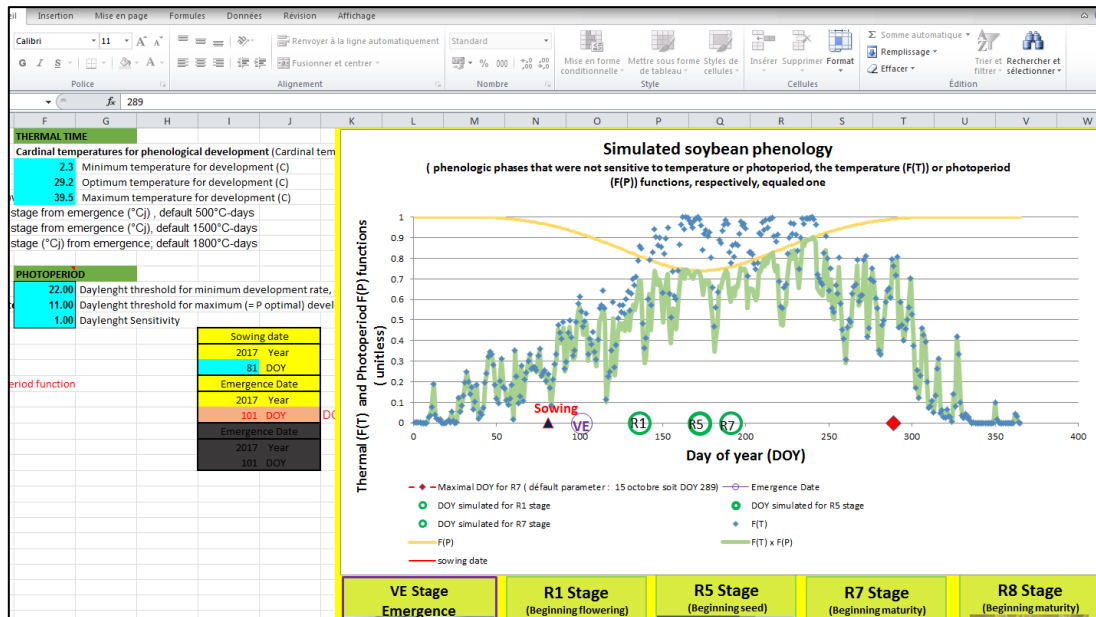 Insertion Mise en page Formules Données Révision Affichage
Calibri 11 A A Renvoyer à la ligne automatiquement Standard Σ Somme automatique
Remplissage
G I S A Fusionner et centrer % 000 Mise en forme conditionnelle Mettre sous forme de tableau Styles de cellules Insérer Supprimer Format Effacer Trier et filtrer Rechercher et sélectionner
Police Alignement Nombre Style Cellules Édition
fx 289
F G H I J K L M N O P Q R S T U V W
THERMAL TIME
Cardinal temperatures for phenological development (Cardinal tem
2.3 Minimum temperature for development (C)
29.2 Optimum temperature for development (C)
39.5 Maximum temperature for development (C)
stage from emergence (°Cj) , default 500°C-days
stage from emergence (°Cj), default 1500°C-days
stage (°Cj) from emergence; default 1800°C-days
PHOTOPERIOD
22.00 Daylenght threshold for minimum development rate,
11.00 Daylenght threshold for maximum (= P optimal) devel
1.00 Daylenght Sensitivity
Sowing date
2017 Year
81 DOY
Emergence Date
2017 Year
101 DOY
Emergence Date
2017 Year
101 DOY
eriod function
Simulated soybean phenology
( phenologic phases that were not sensitive to temperature or photoperiod, the temperature (F(T)) or photoperiod
(F(P)) functions, respectively, equaled one
Thermal (F(T) and Photoperiod F(P) functions
( unitless)
1
0.9
0.8
0.7
0.6
0.5
0.4
0.3
0.2
0.1
0
Sowing
VE R1 R5 R7
0 50 100 150 200 250 300 350 400
Day of year (DOY)
Maximal DOY for R7 ( défault parameter : 15 octobre soit DOY 289) Emergence Date
DOY simulated for R1 stage DOY simulated for R5 stage
DOY simulated for R7 stage F(T)
F(P) F(T) x F(P)
sowing date
VE Stage
Emergence
R1 Stage
(Beginning flowering)
R5 Stage
(Beginning seed)
R7 Stage
(Beginning maturity)
R8 Stage
(Beginning maturity)